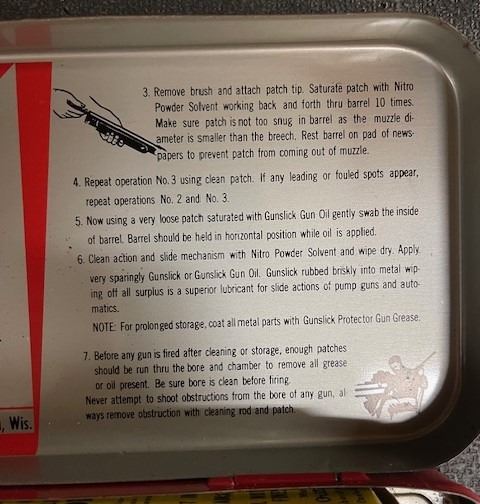 3. Remove brush and attach patch tip. Saturate patch with Nitro
Powder Solvent working back and forth thru barrel 10 times.
Make sure patch is not too snug in barrel as the muzzle di-
ameter is smaller than the breech. Rest barrel on pad of news-
papers to prevent patch from coming out of muzzle.
4. Repeat operation No. 3 using clean patch. If any leading or fouled spots appear,
repeat operations No. 2 and No. 3.
5. Now using a very loose patch saturated with Gunslick Gun Oil gently swab the inside
of barrel. Barrel should be held in horizontal position while oil is applied.
6. Clean action and slide mechanism with Nitro Powder Solvent and wipe dry. Apply
very sparingly Gunslick or Gunslick Gun Oil. Gunslick rubbed briskly into metal wip-
ing off all surplus is a superior lubricant for slide actions of pump guns and auto-
matics.
NOTE: For prolonged storage, coat all metal parts with Gunslick Protector Gun Grease.
7. Before any gun is fired after cleaning or storage, enough patches
should be run thru the bore and chamber to remove all grease
or oil present. Be sure bore is clean before firing.
Never attempt to shoot obstructions from the bore of any gun, al-
ways remove obstruction with cleaning rod and patch.
, Wis.